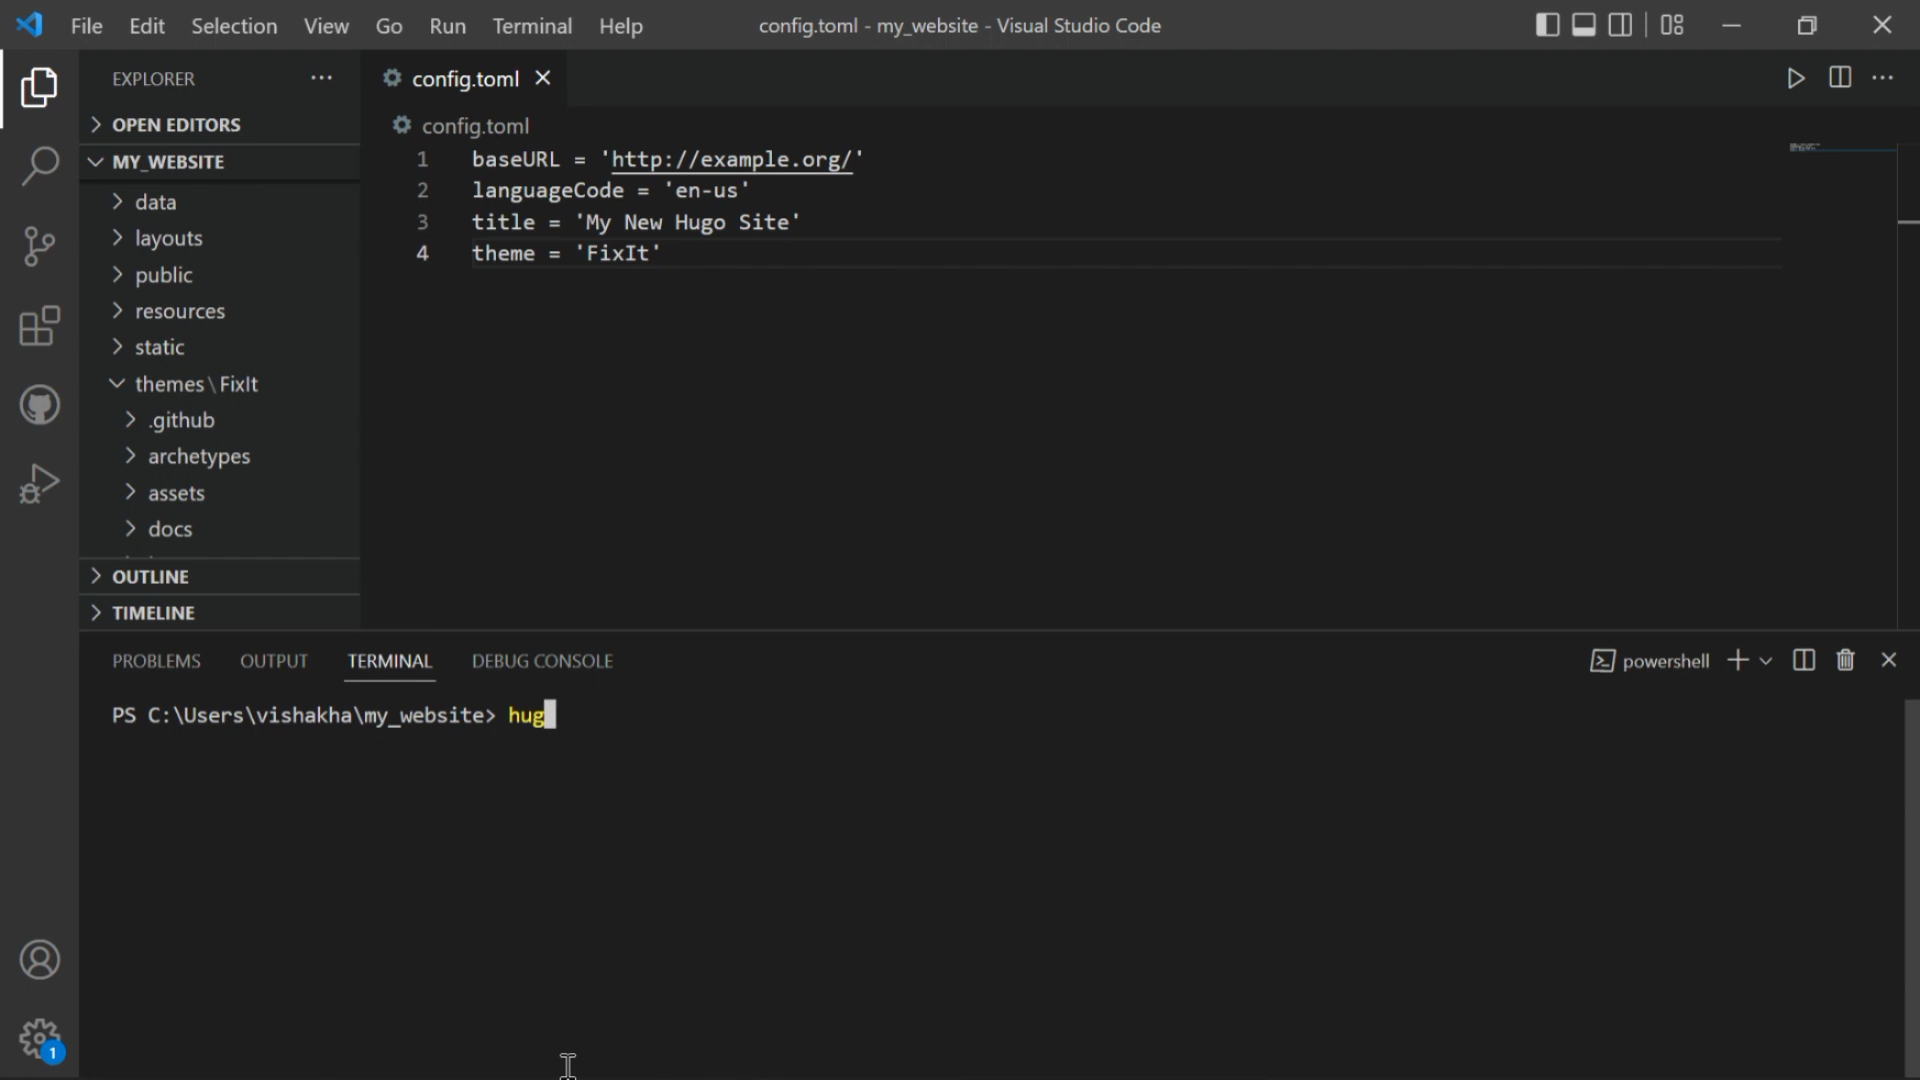 File Edit Selection View Go Run Terminal Help config.toml - my_website - Visual Studio Code
EXPLORER
config.toml
OPEN EDITORS
config.toml
MY_WEBSITE
data
layouts
public
resources
static
themes\FixIt
.github
archetypes
assets
docs
OUTLINE
TIMELINE
1 baseURL = 'http://example.org/'
2 languageCode = 'en-us'
3 title = 'My New Hugo Site'
4 theme = 'FixIt'
PROBLEMS OUTPUT TERMINAL DEBUG CONSOLE powershell
PS C:\Users\vishakha\my_website> hug
1